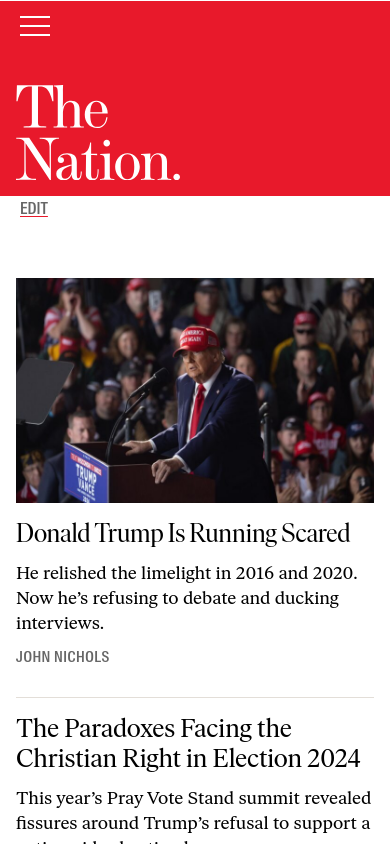 The
Nation.
EDIT
TRUMP
VANCE
Donald Trump Is Running Scared
He relished the limelight in 2016 and 2020.
Now he’s refusing to debate and ducking
interviews.
JOHN NICHOLS
The Paradoxes Facing the
Christian Right in Election 2024
This year’s Pray Vote Stand summit revealed
fissures around Trump’s refusal to support a